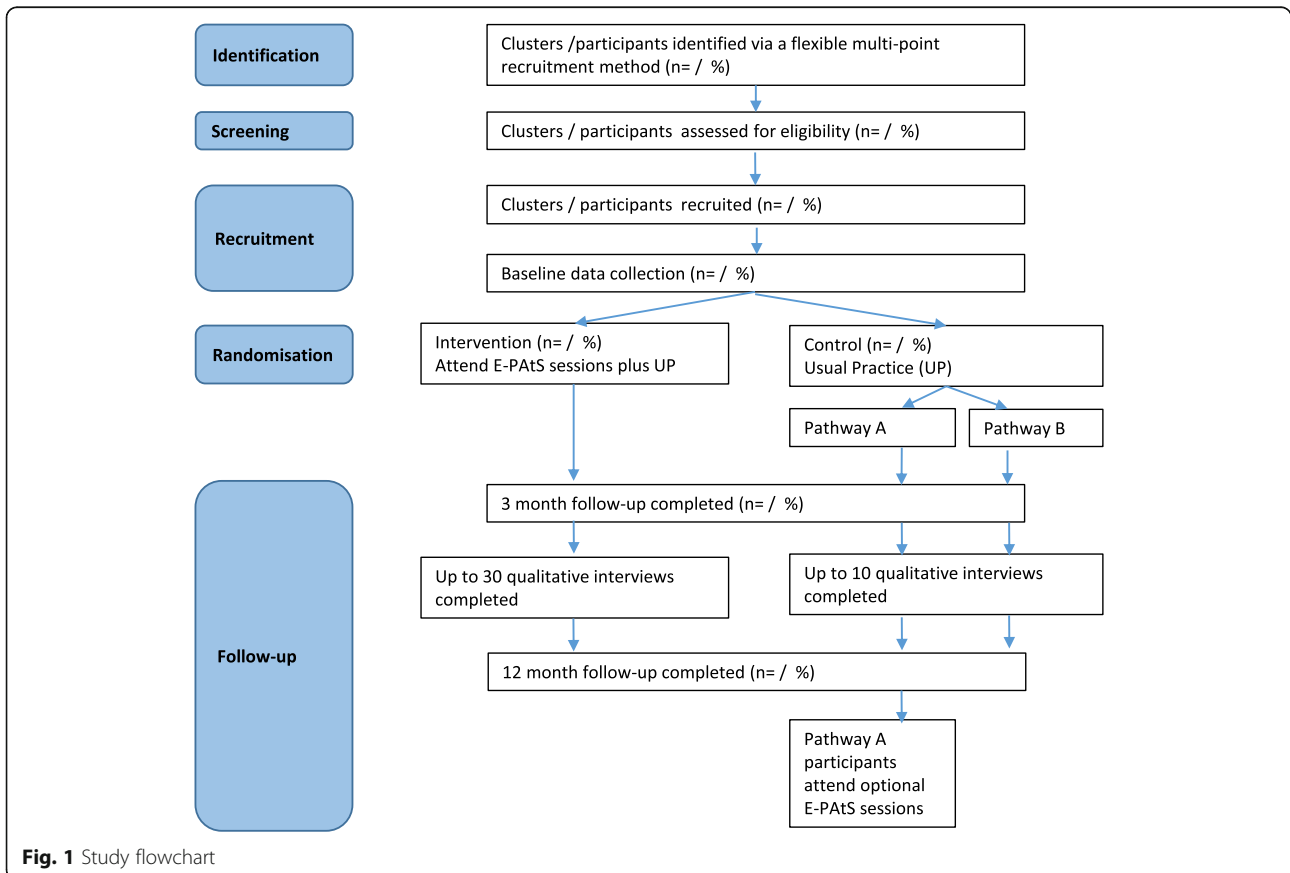 Identification
Clusters /participants identified via a flexible multi-point
recruitment method (n= / %)
Screening
Clusters / participants assessed for eligibility (n= / %)
Recruitment
Clusters / participants recruited (n= / %)
Baseline data collection (n= / %)
Randomisation
Intervention (n= / %)
Attend E-PAtS sessions plus UP
Control (n= / %)
Usual Practice (UP)
Pathway A
Pathway B
Follow-up
3 month follow-up completed (n= / %)
Up to 30 qualitative interviews
completed
Up to 10 qualitative interviews
completed
12 month follow-up completed (n= / %)
Pathway A
participants
attend optional
E-PAtS sessions
Fig. 1 Study flowchart